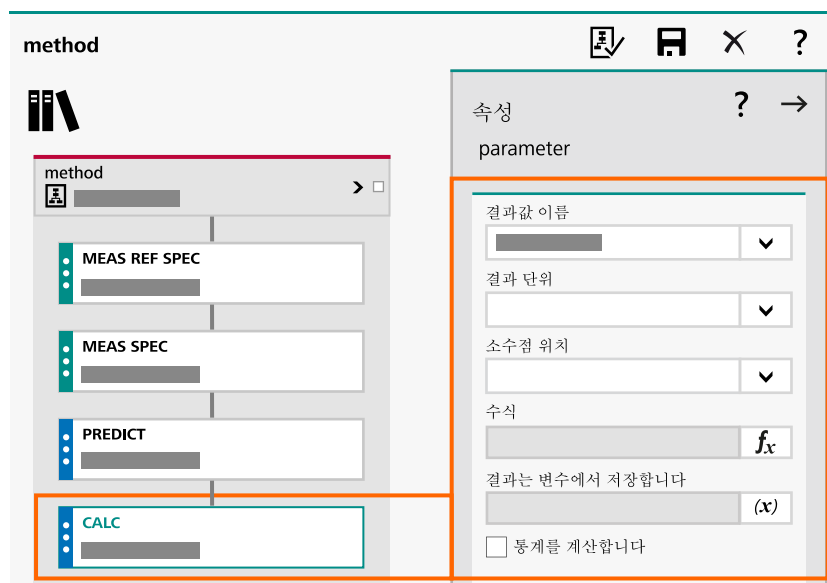 method
?
속성
?
parameter
method
MEAS REF SPEC
MEAS SPEC
PREDICT
CALC
결과값 이름
결과 단위
소수점 위치
수식
fx
결과는 변수에서 저장합니다
(x)
통계를 계산합니다